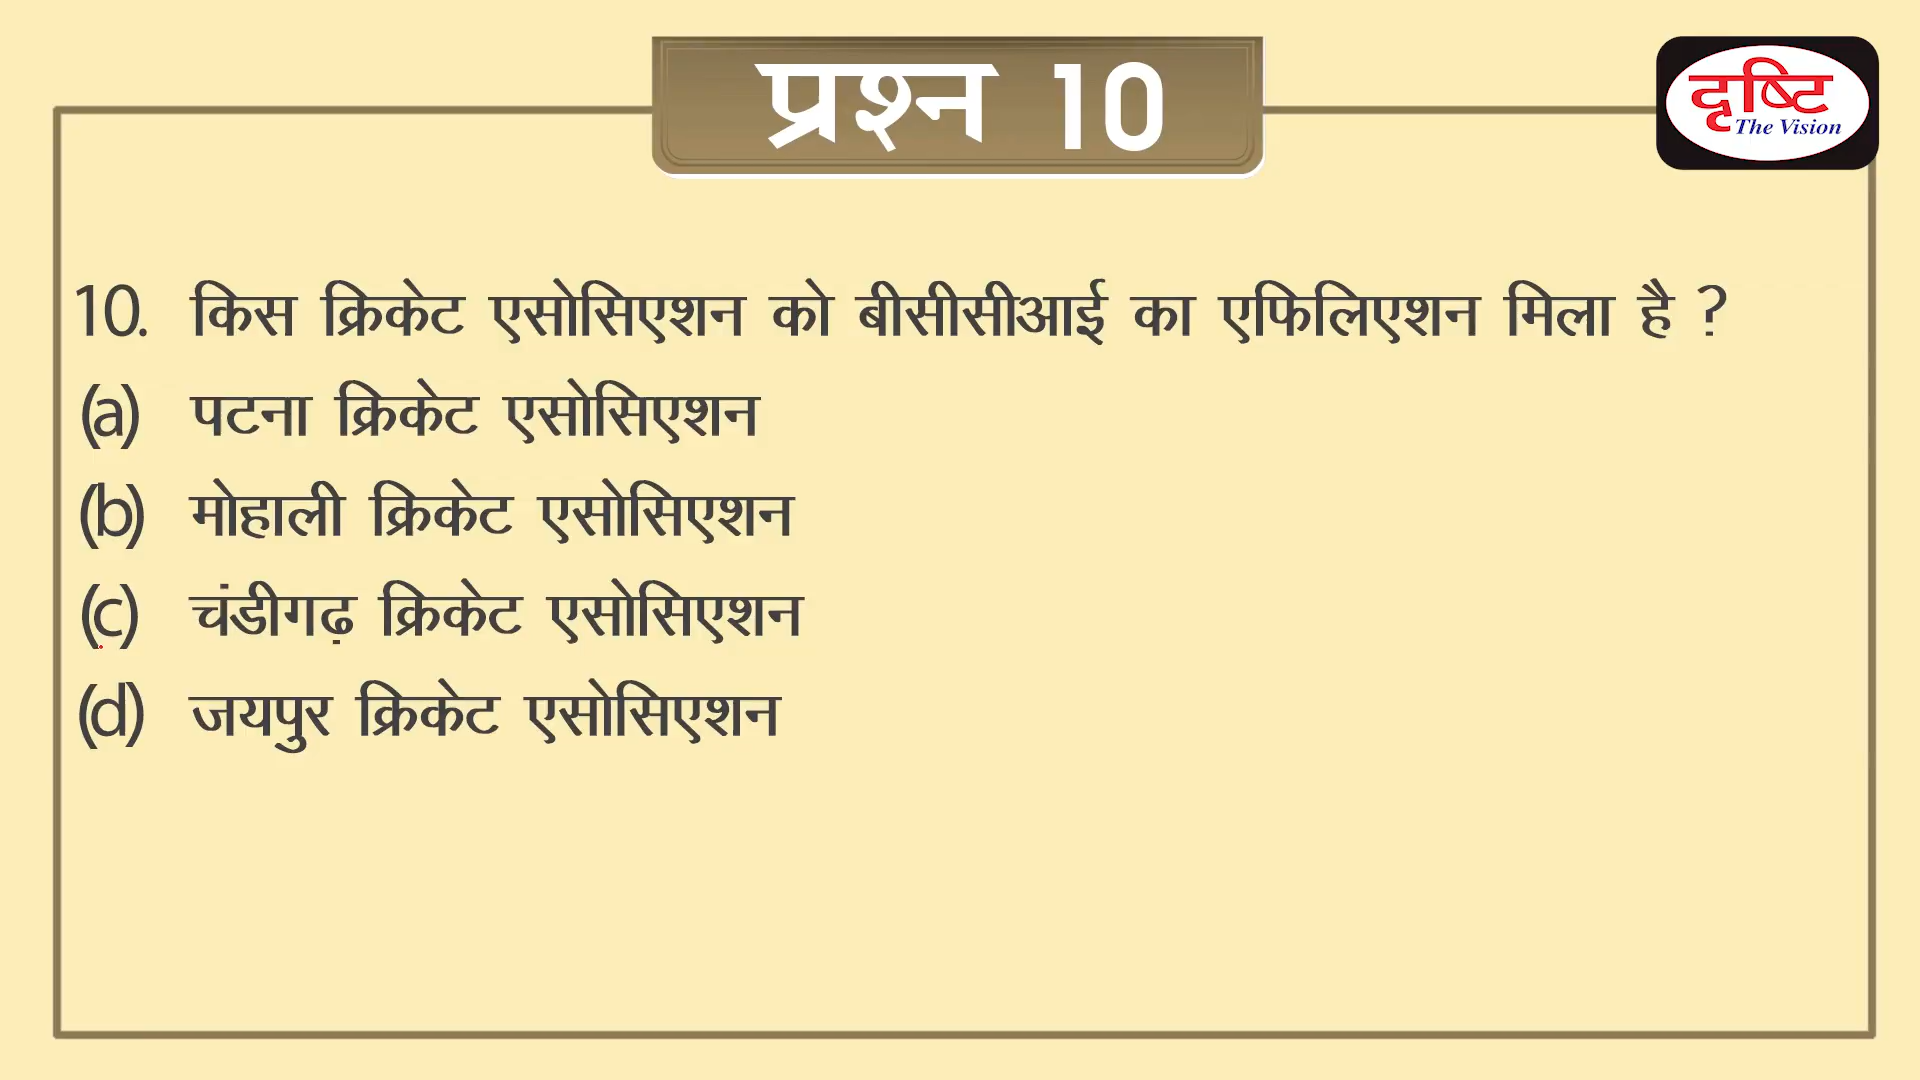 प्रश्न 10
दृष्टि
The Vision
10. किस क्रिकेट एसोसिएशन को बीसीसीआई का एफिलिएशन मिला है ?
(a) पटना क्रिकेट एसोसिएशन
(b) मोहाली क्रिकेट एसोसिएशन
(c) चंडीगढ़ क्रिकेट एसोसिएशन
(d) जयपुर क्रिकेट एसोसिएशन